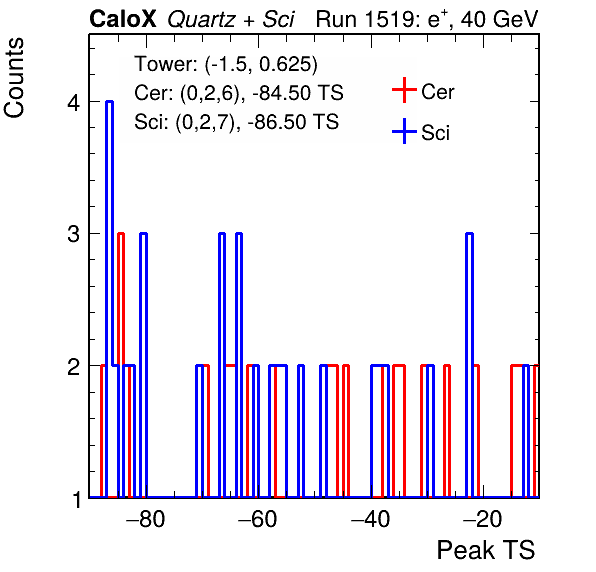 CaloX Quartz + Sci Run 1519: e⁺, 40 GeV
Counts
Tower: (-1.5, 0.625)
Cer: (0,2,6), -84.50 TS
Sci: (0,2,7), -86.50 TS
Cer
Sci
4
3
2
1
−80 −60 −40 −20
Peak TS